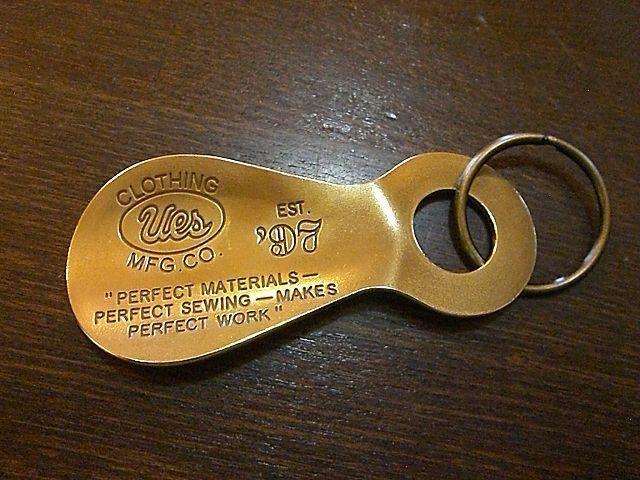 CLOTHING
Ues
MFG.CO.
EST.
'97
"PERFECT MATERIALS—
PERFECT SEWING—MAKES
PERFECT WORK"